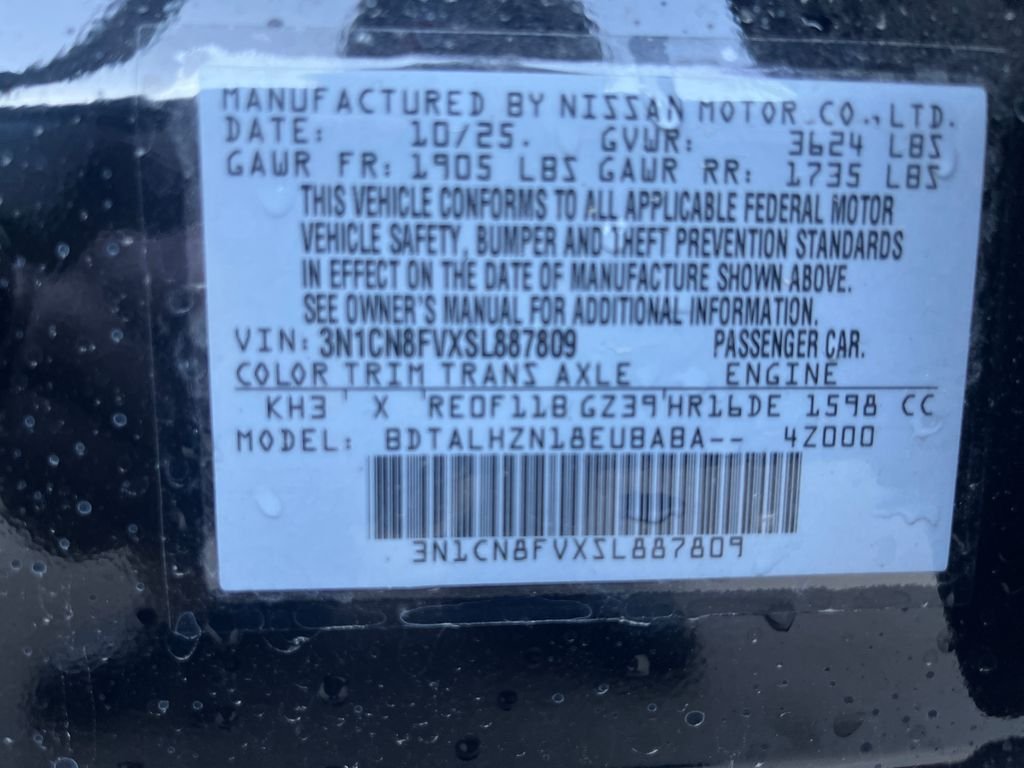 MANUFACTURED BY NISSAN MOTOR CO., LTD.
DATE: 10/25. GVWR: 3624 LBS
GAWR FR: 1905 LBS GAWR RR: 1735 LBS
THIS VEHICLE CONFORMS TO ALL APPLICABLE FEDERAL MOTOR
VEHICLE SAFETY, BUMPER AND THEFT PREVENTION STANDARDS
IN EFFECT ON THE DATE OF MANUFACTURE SHOWN ABOVE.
SEE OWNER'S MANUAL FOR ADDITIONAL INFORMATION.
VIN: 3N1CN8FVXSL887809 PASSENGER CAR.
COLOR TRIM TRANS AXLE ENGINE
KH3 ' X 'RE0F11B GZ39'HR16DE 1598 CC
MODEL: BDTALHZN18EUBABA-- 4Z000
3N1CN8FVXSL887809